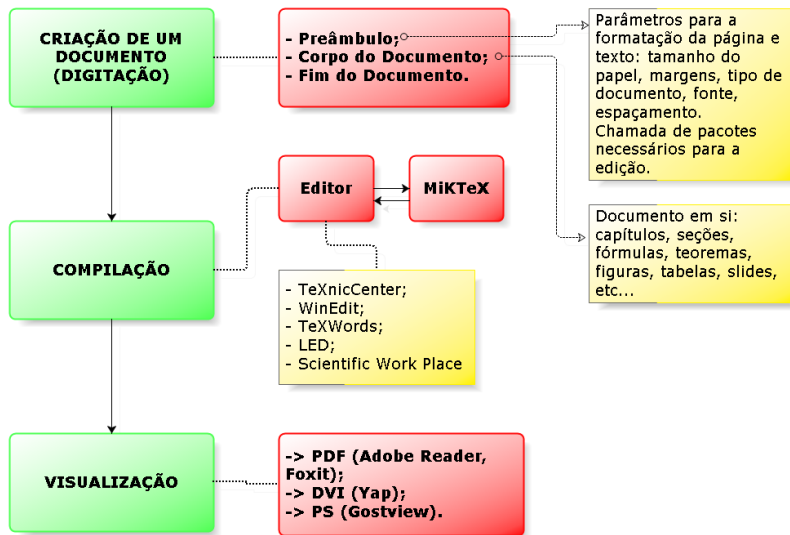 CRIAÇÃO DE UM
DOCUMENTO
(DIGITAÇÃO)
- Preâmbulo;
- Corpo do Documento;
- Fim do Documento.
Parâmetros para a
formatação da página e
texto: tamanho do
papel, margens, tipo de
documento, fonte,
espaçamento.
Chamada de pacotes
necessários para a
edição.
Editor
MiKTeX
Documento em si:
capítulos, seções,
fórmulas, teoremas,
figuras, tabelas, slides,
etc...
COMPILAÇÃO
- TeXnicCenter;
- WinEdit;
- TeXWords;
- LED;
- Scientific Work Place
VISUALIZAÇÃO
-> PDF (Adobe Reader,
Foxit);
-> DVI (Yap);
-> PS (Gostview).